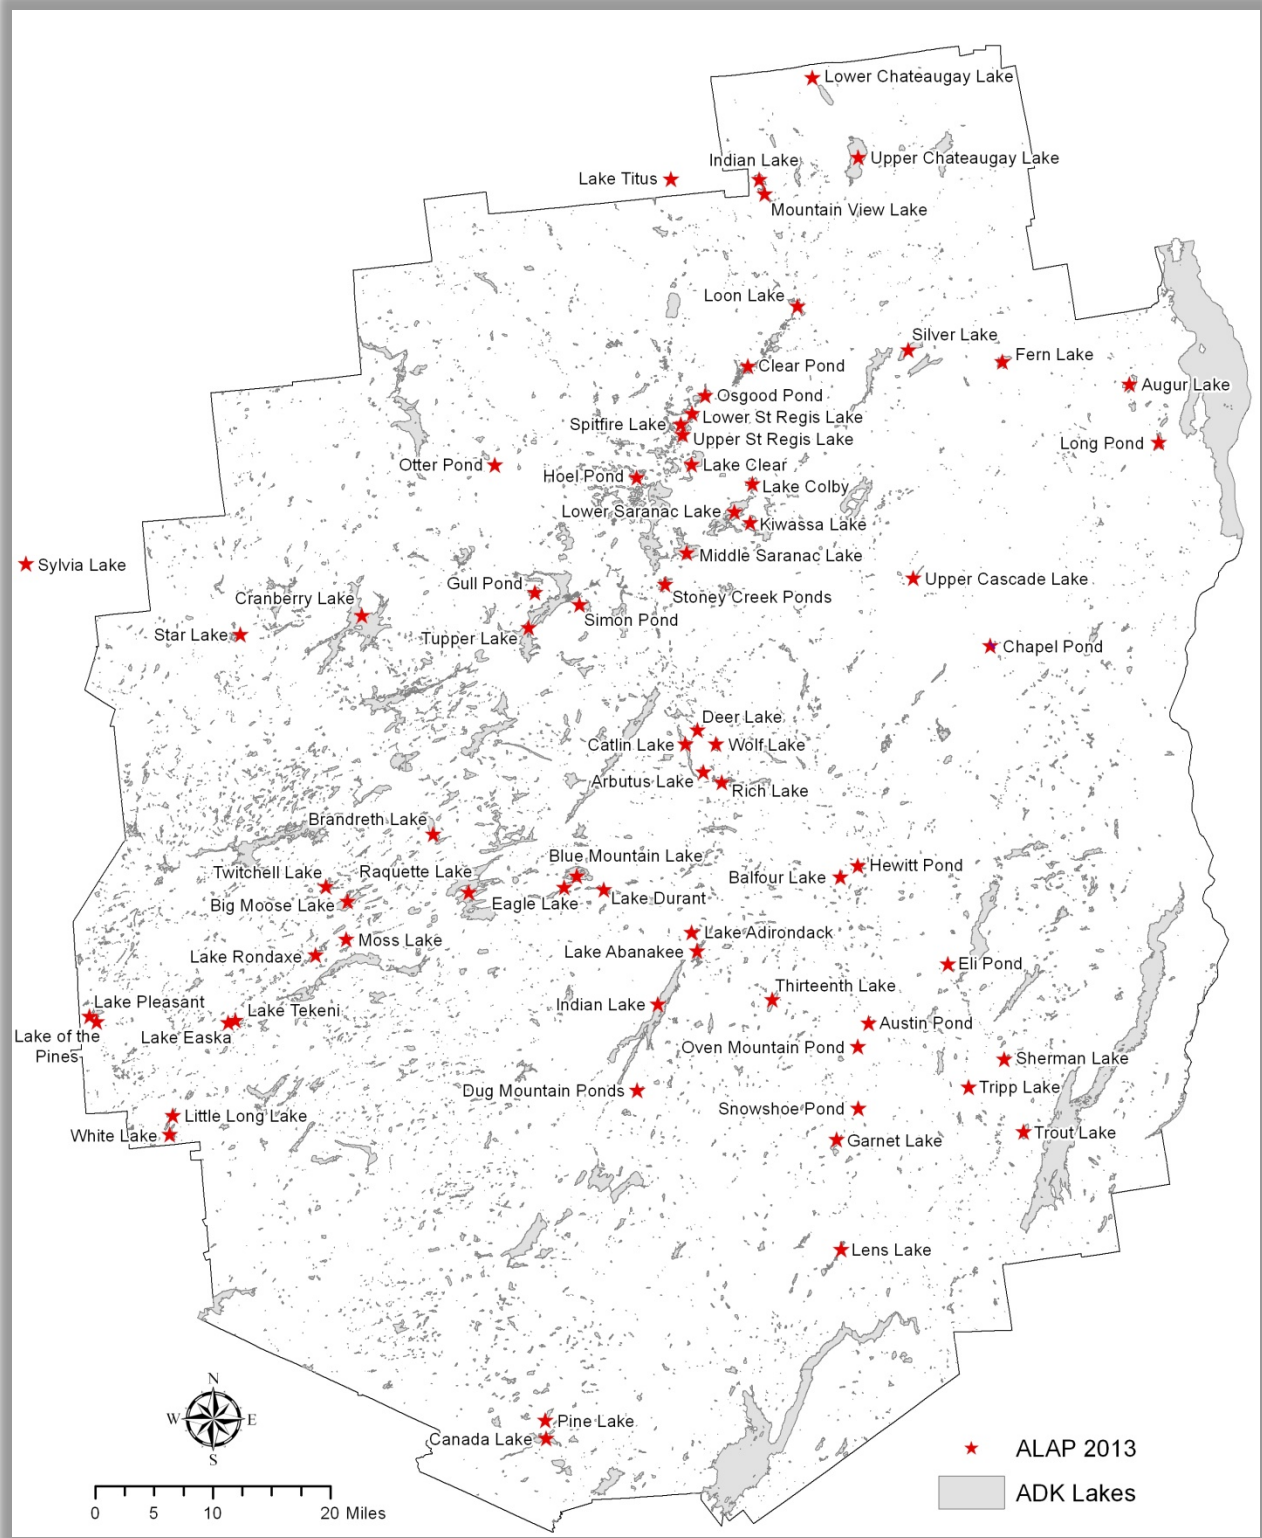 Lower Chateaugay Lake
Indian Lake
Upper Chateaugay Lake
Lake Titus
Mountain View Lake
Loon Lake
Silver Lake
Fern Lake
Clear Pond
Augur Lake
Osgood Pond
Lower St Regis Lake
Spitfire Lake
Upper St Regis Lake
Long Pond
Otter Pond
Lake Clear
Hoel Pond
Lake Colby
Lower Saranac Lake
Kiwassa Lake
Middle Saranac Lake
Sylvia Lake
Upper Cascade Lake
Gull Pond
Cranberry Lake
Stoney Creek Ponds
Simon Pond
Star Lake
Tupper Lake
Chapel Pond
Deer Lake
Catlin Lake
Wolf Lake
Arbutus Lake
Rich Lake
Brandreth Lake
Blue Mountain Lake
Hewitt Pond
Twitchell Lake
Raquette Lake
Balfour Lake
Big Moose Lake
Eagle Lake
Lake Durant
Lake Adirondack
Moss Lake
Lake Abanakee
Lake Rondaxe
Eli Pond
Thirteenth Lake
Lake Pleasant
Indian Lake
Lake Tekeni
Austin Pond
Lake of the
Pines
Lake Easka
Oven Mountain Pond
Sherman Lake
Dug Mountain Ponds
Tripp Lake
Snowshoe Pond
Little Long Lake
Trout Lake
White Lake
Garnet Lake
Lens Lake
N
W
E
S
Pine Lake
Canada Lake
ALAP 2013
ADK Lakes
0 5 10 20 Miles